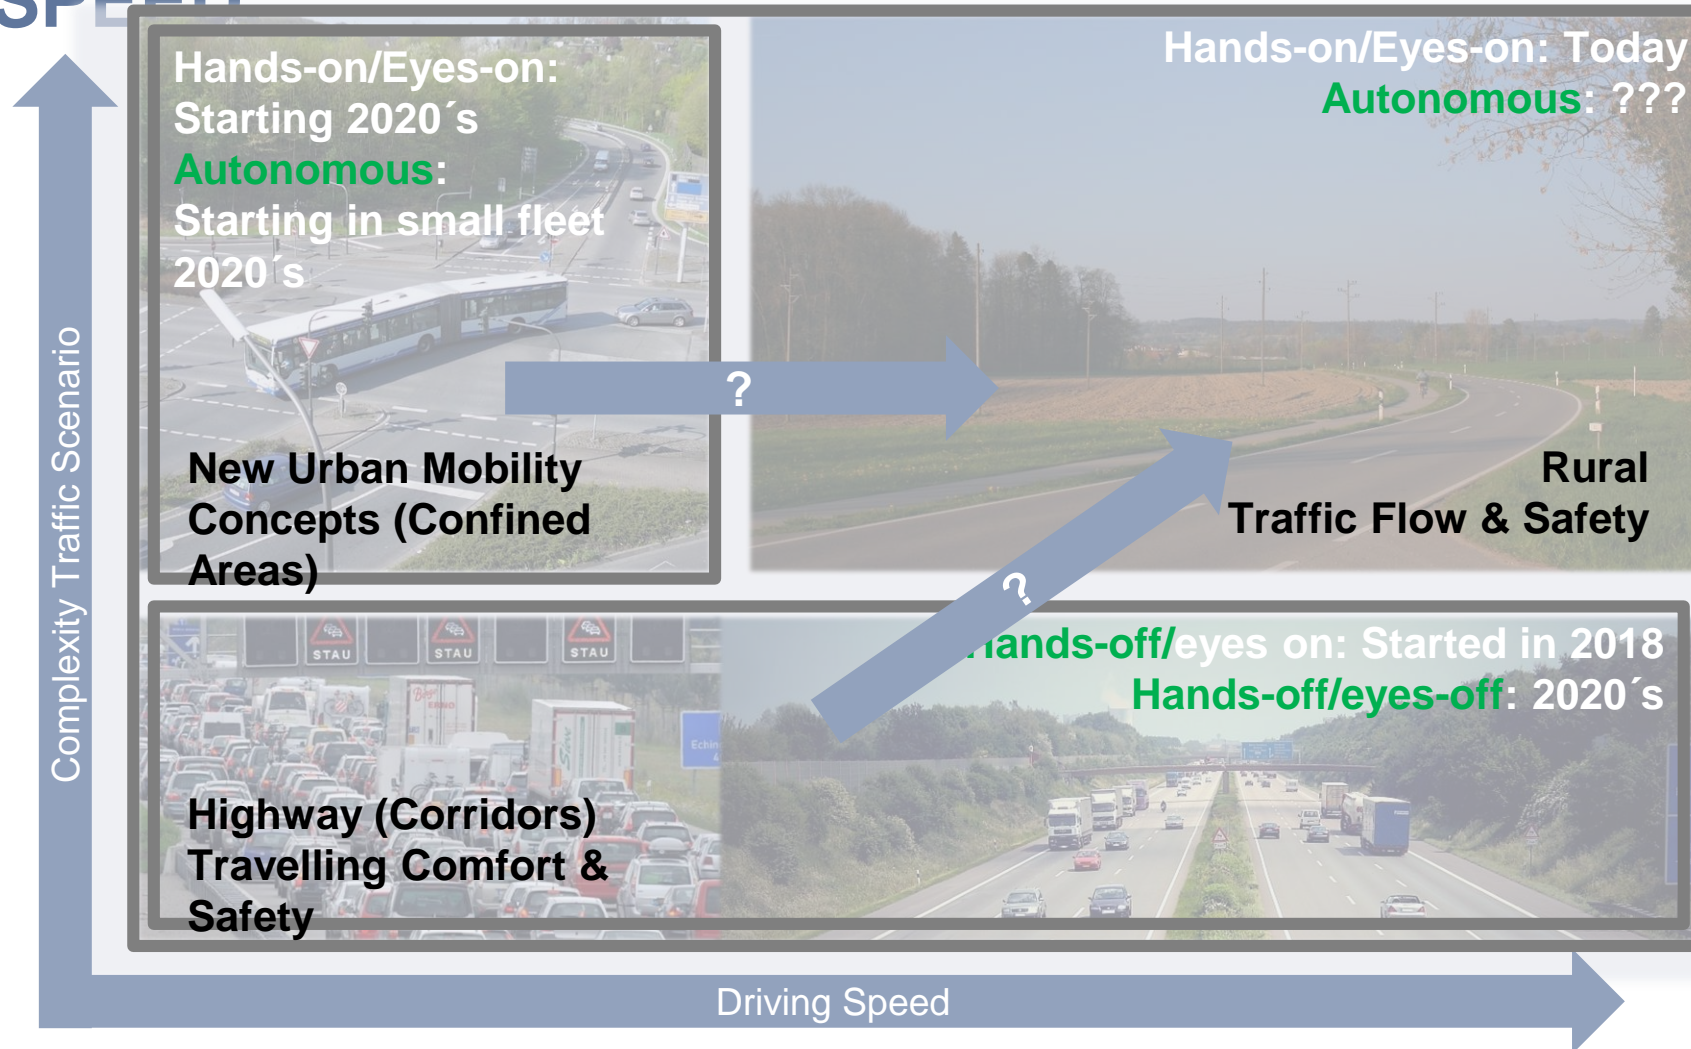 SPEED
Hands-on/Eyes-on:
Starting 2020´s
Autonomous:
Starting in small fleet
2020´s
Hands-on/Eyes-on: Today
Autonomous: ???
?
New Urban Mobility
Concepts (Confined
Areas)
Rural
Traffic Flow & Safety
?
STAU
STAU
STAU
Hands-off/eyes on: Started in 2018
Hands-off/eyes-off: 2020´s
Highway (Corridors)
Travelling Comfort &
Safety
Complexity Traffic Scenario
Driving Speed